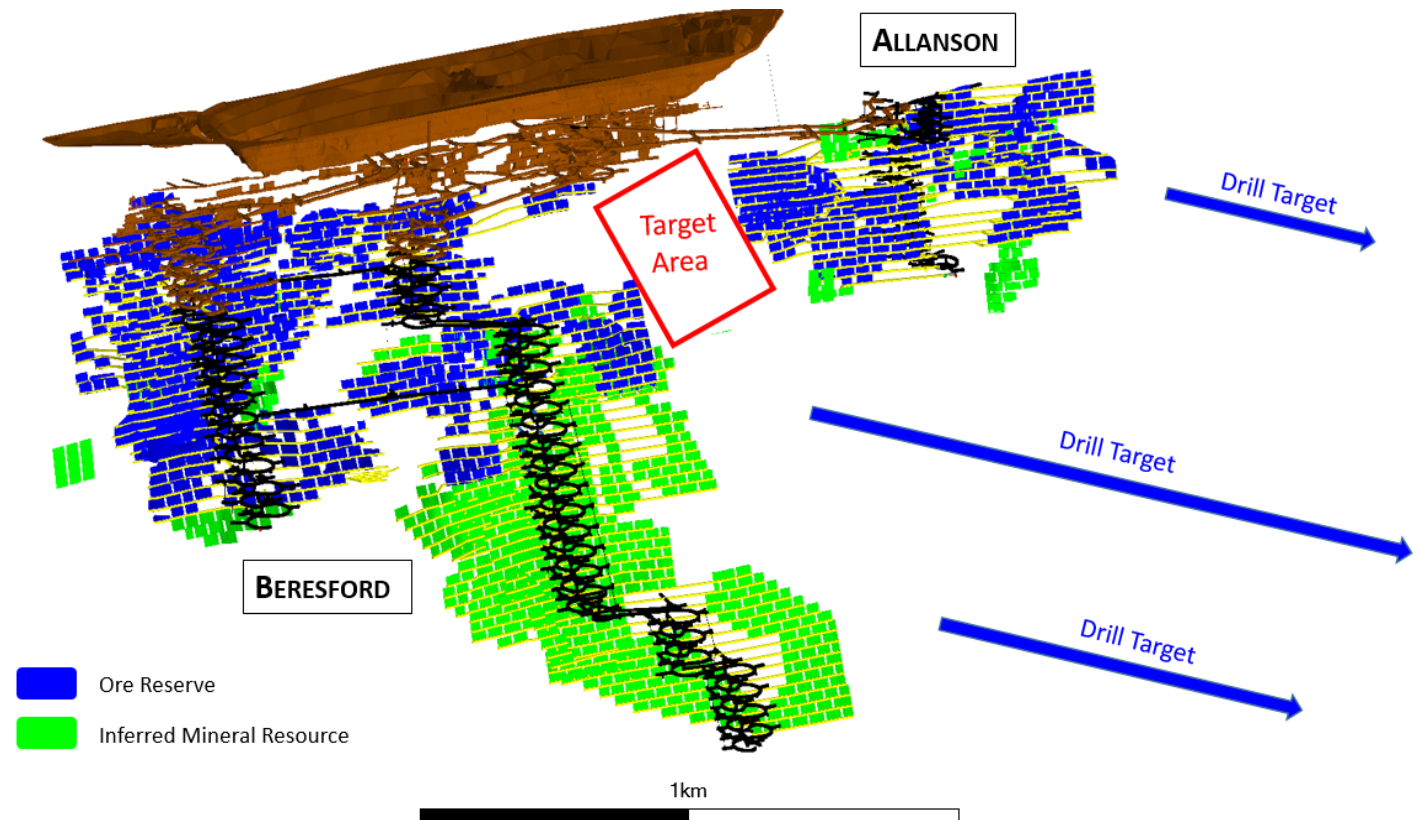 ALLANSON
Drill Target
Target
Area
Drill Target
BERESFORD
Drill Target
Ore Reserve
Inferred Mineral Resource
1km